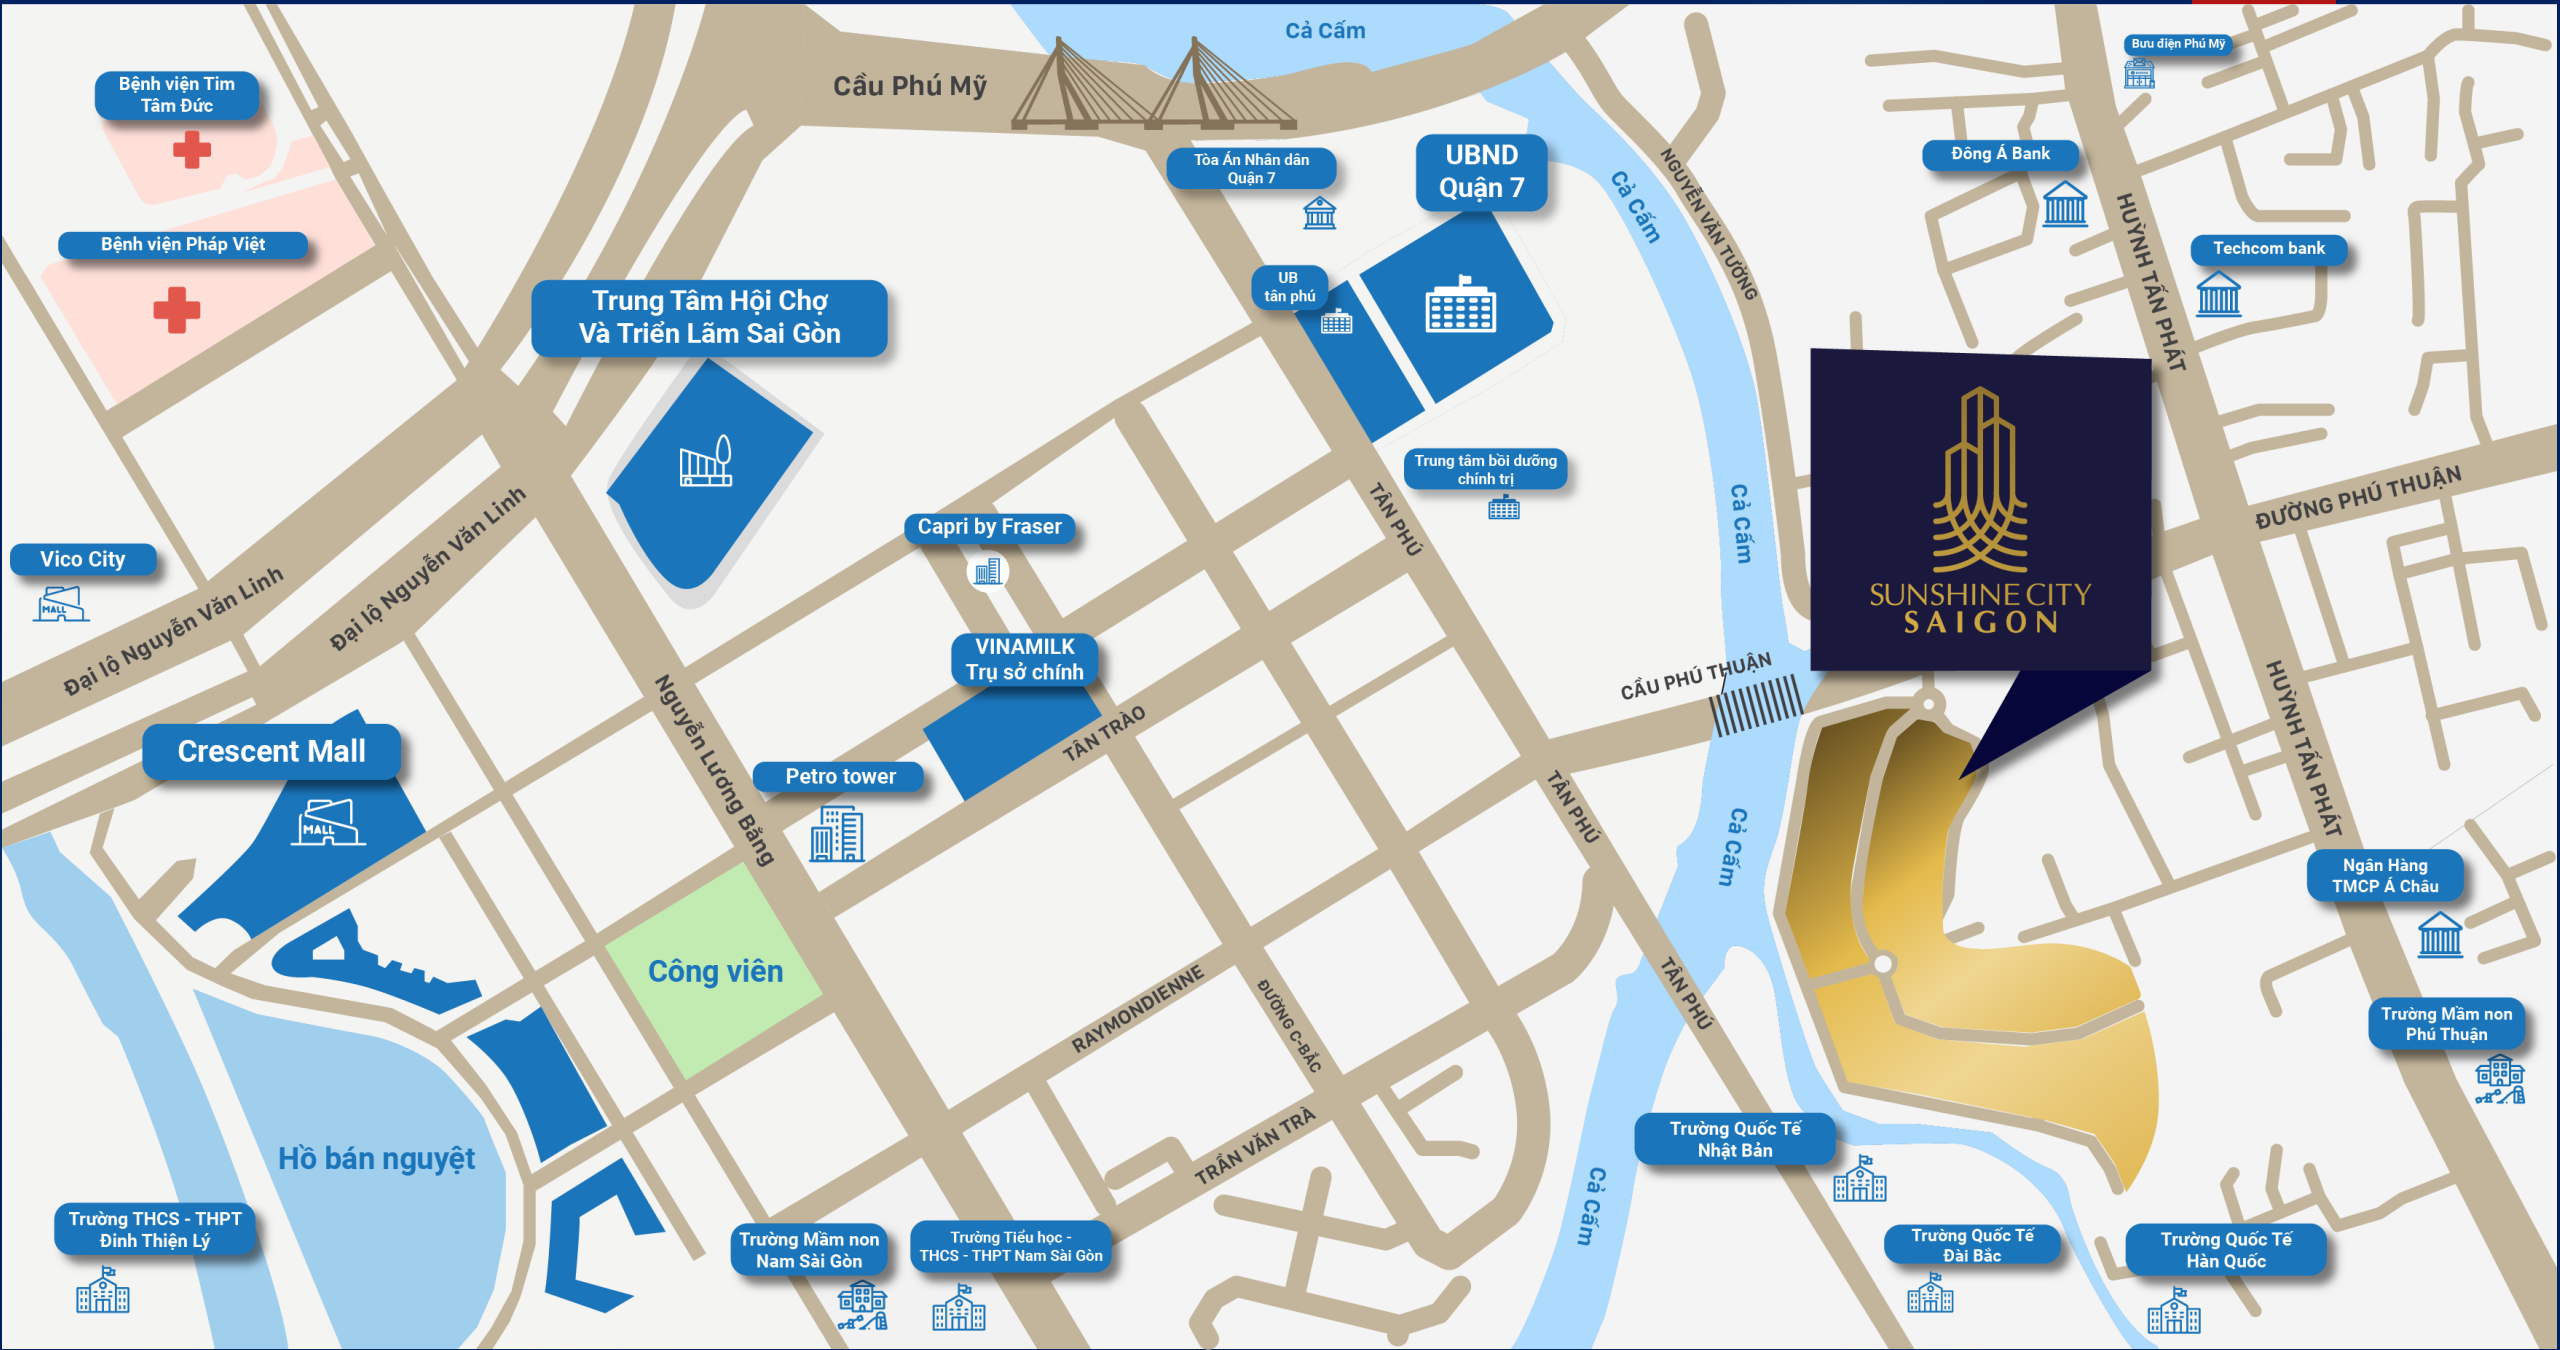 Cả Cấm
Bưu điện Phú Mỹ
Cầu Phú Mỹ
Bệnh viện Tim
Tâm Đức
Tòa Án Nhân dân
Quận 7
UBND
Quận 7
Đông Á Bank
Cả Cấm
NGUYỄN VĂN TƯỞNG
HUỲNH TẤN PHÁT
Bệnh viện Pháp Việt
Techcom bank
UB
tân phú
Trung Tâm Hội Chợ
Và Triển Lãm Sai Gòn
Trung tâm bồi dưỡng
chính trị
TÂN PHÚ
Cả Cấm
ĐƯỜNG PHÚ THUẬN
Capri by Fraser
Vico City
MALL
Đại lộ Nguyễn Văn Linh
Đại lộ Nguyễn Văn Linh
SUNSHINE CITY
SAIGON
VINAMILK
Trụ sở chính
CẦU PHÚ THUẬN
Nguyễn Lương Bằng
TÂN TRÀO
HUỲNH TẤN PHÁT
Crescent Mall
MALL
Petro tower
TÂN PHÚ
Cả Cấm
Ngân Hàng
TMCP Á Châu
Công viên
RAYMONDIENNE
ĐƯỜNG C-BẮC
TÂN PHÚ
Trường Mầm non
Phú Thuận
Hồ bán nguyệt
TRẦN VĂN TRÀ
Trường Quốc Tế
Nhật Bản
Cả Cấm
Trường THCS - THPT
Đinh Thiện Lý
Trường Mầm non
Nam Sài Gòn
Trường Tiểu học -
THCS - THPT Nam Sài Gòn
Trường Quốc Tế
Đài Bắc
Trường Quốc Tế
Hàn Quốc